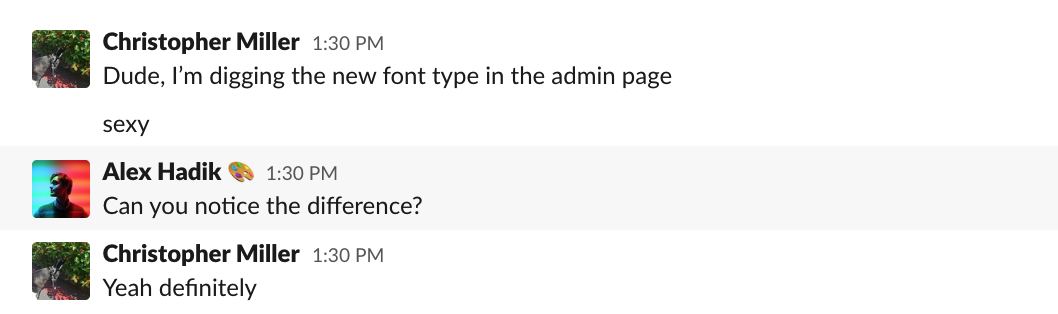 Christopher Miller 1:30 PM
Dude, I’m digging the new font type in the admin page
sexy
Alex Hadik 🎨 1:30 PM
Can you notice the difference?
Christopher Miller 1:30 PM
Yeah definitely